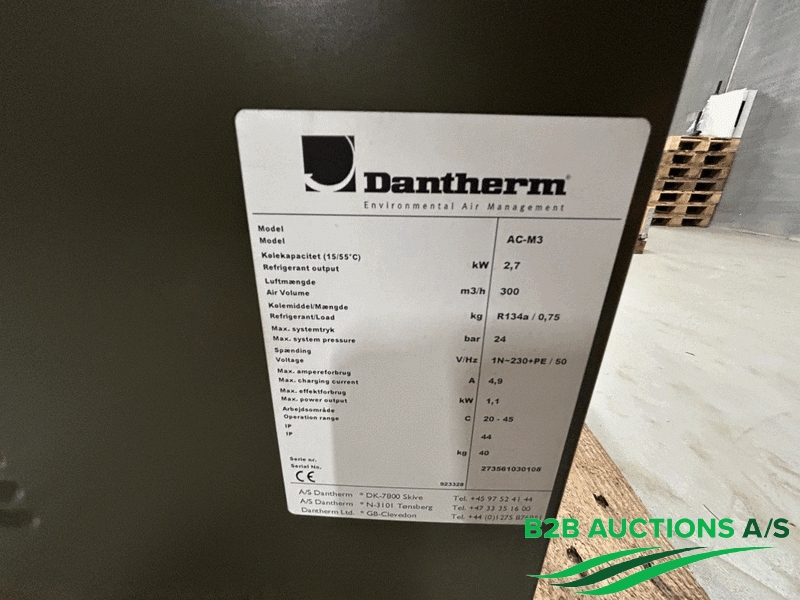 Dantherm®
Environmental Air Management
Model
Model AC-M3
Kølekapacitet (15/55°C)
Refrigerant output kW 2,7
Luftmængde
Air Volume m3/h 300
Kølemiddel/Mængde
Refrigerant/Load kg R134a / 0,75
Max. systemtryk
Max. system pressure bar 24
Spænding
Voltage V/Hz 1N~230+PE / 50
Max. ampereforbrug
Max. charging current A 4,9
Max. effektforbrug
Max. power output kW 1,1
Arbejdsområde
Operation range C 20 - 45
IP
IP 44
kg 40
Serie nr.
Serial No. 273561030108
CE 923328
A/S Dantherm * DK-7800 Skive Tel. +45 97 52 41 44
A/S Dantherm * N-3101 Tønsberg Tel. +47 33 35 16 00
Dantherm Ltd. * GB-Clevedon Tel. +44 (0)1275
B2B AUCTIONS A/S